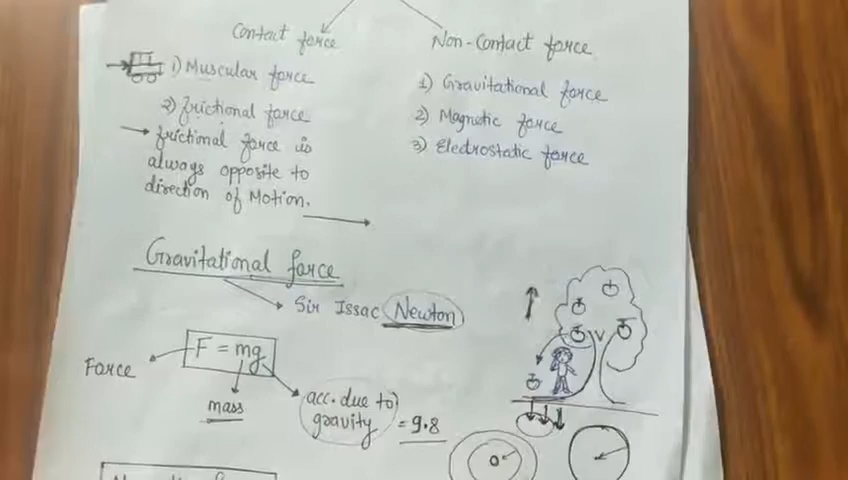 Contact force
Non-Contact force
1) Muscular force
2) frictional force
frictional force is
always opposite to
direction of Motion.
1) Gravitational force
2) Magnetic force
3) Electrostatic force
Gravitational force
Sir Issac Newton
F = mg
Force
mass
acc. due to
gravity = 9.8